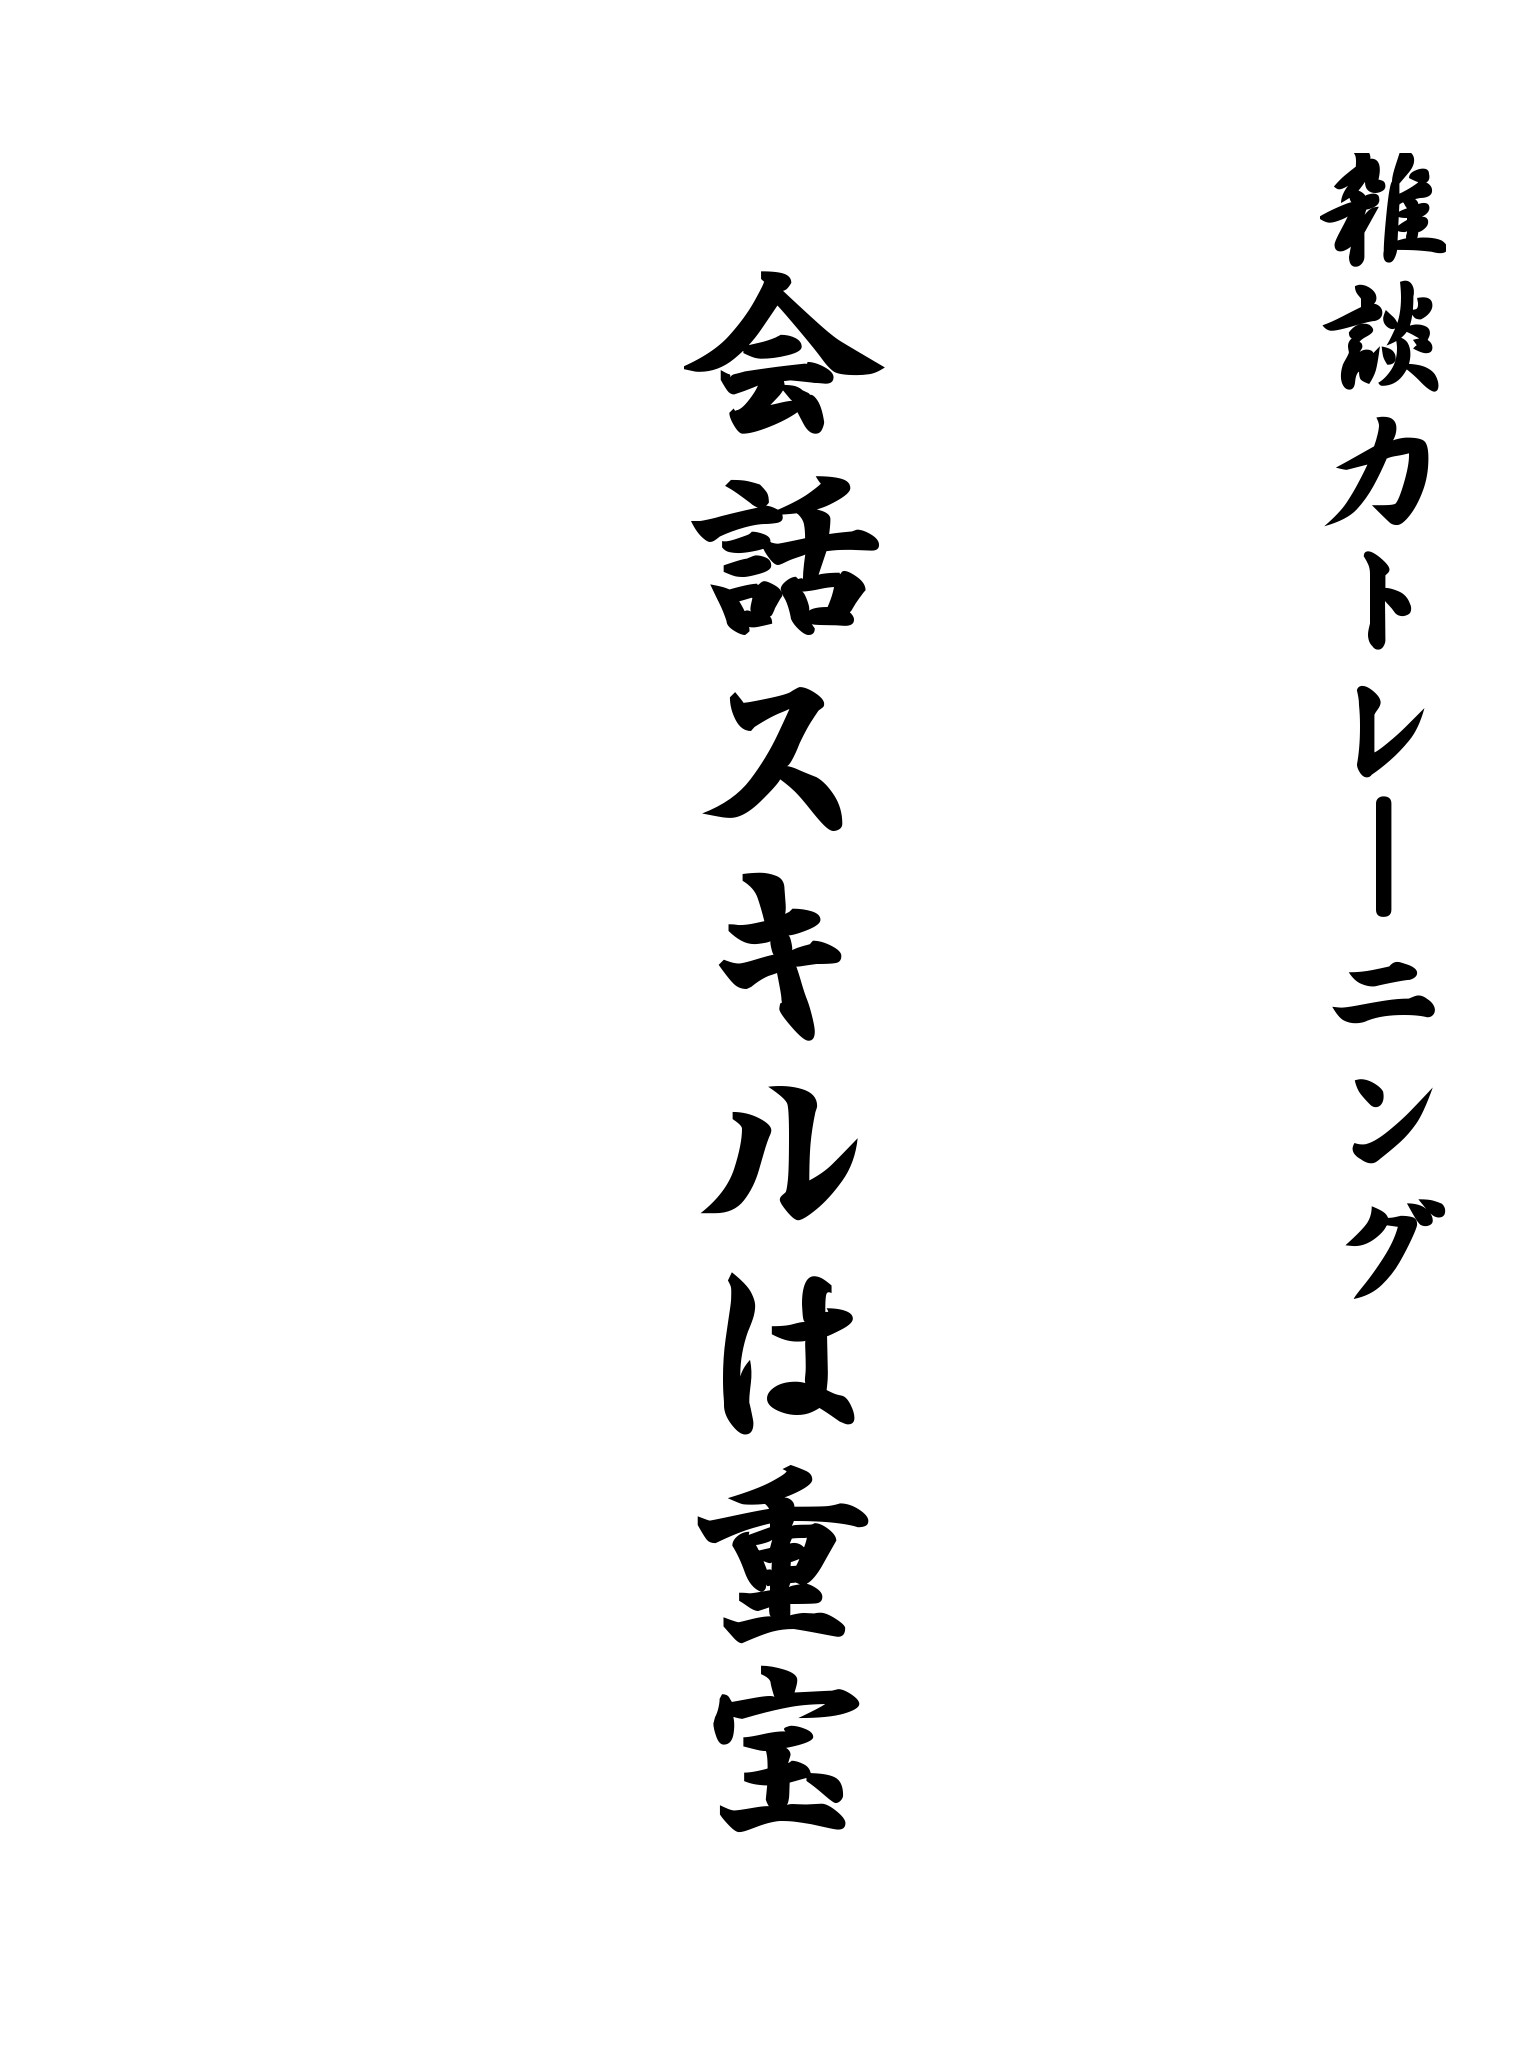 雑談力トレーニング
会話スキルは重宝